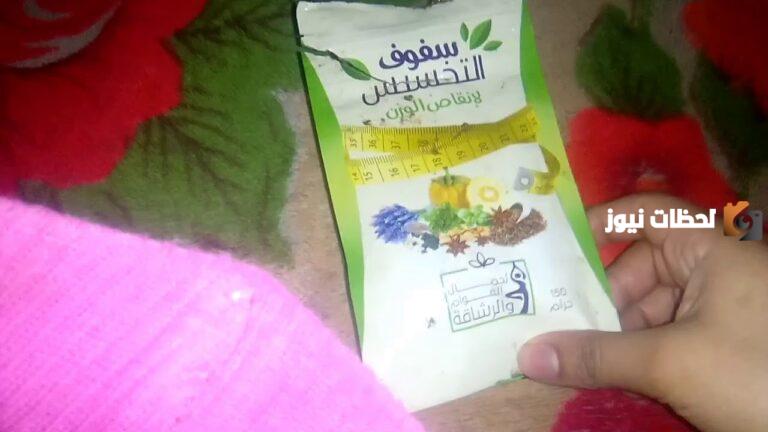 سفوف
التخسيس
لإنقاص الوزن
لجمال
القوام
والرشاقة
150
جرام
لحظات نيوز